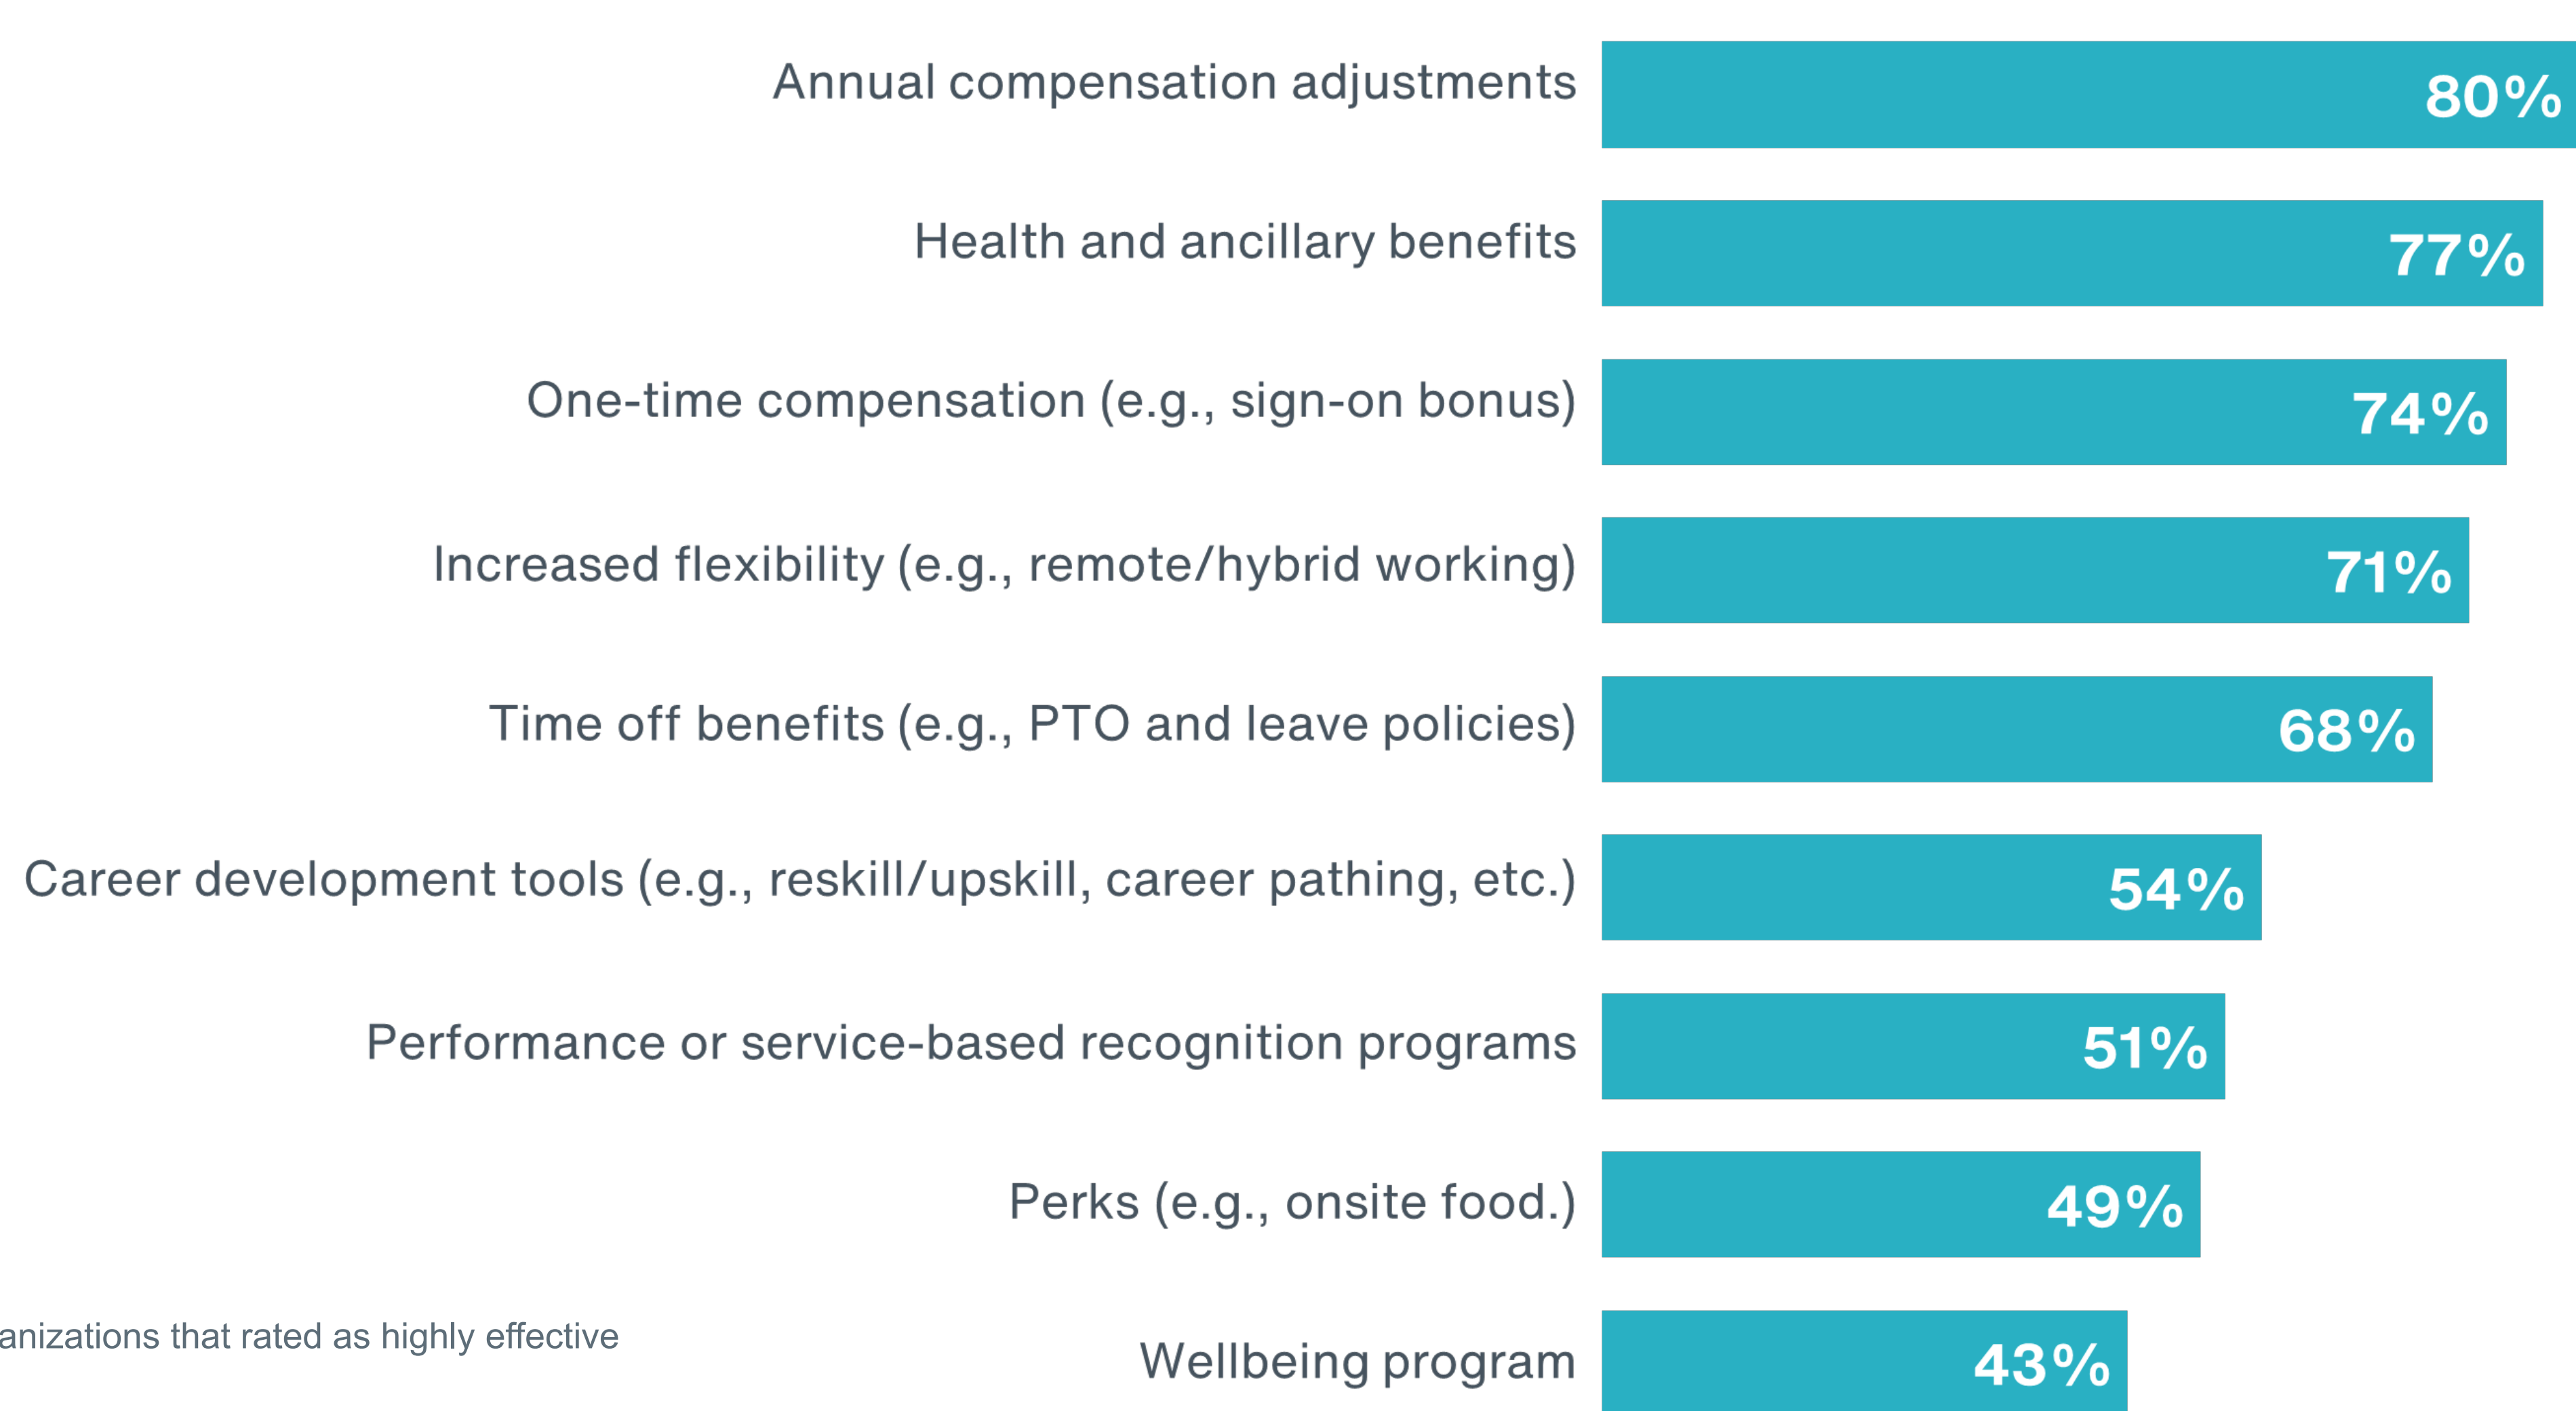 Annual compensation adjustments 80%
Health and ancillary benefits 77%
One-time compensation (e.g., sign-on bonus) 74%
Increased flexibility (e.g., remote/hybrid working) 71%
Time off benefits (e.g., PTO and leave policies) 68%
Career development tools (e.g., reskill/upskill, career pathing, etc.) 54%
Performance or service-based recognition programs 51%
Perks (e.g., onsite food.) 49%
anizations that rated as highly effective
Wellbeing program 43%